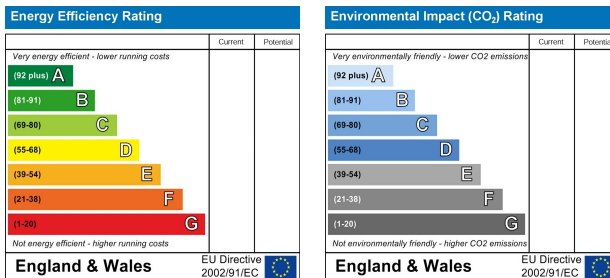 Energy Efficiency Rating
Current Potential
Very energy efficient - lower running costs
(92 plus) A
(81-91) B
(69-80) C
(55-68) D
(39-54) E
(21-38) F
(1-20) G
Not energy efficient - higher running costs
England & Wales
EU Directive
2002/91/EC
Environmental Impact (CO₂) Rating
Current Potential
Very environmentally friendly - lower CO2 emissions
(92 plus) A
(81-91) B
(69-80) C
(55-68) D
(39-54) E
(21-38) F
(1-20) G
Not environmentally friendly - higher CO2 emissions
England & Wales
EU Directive
2002/91/EC